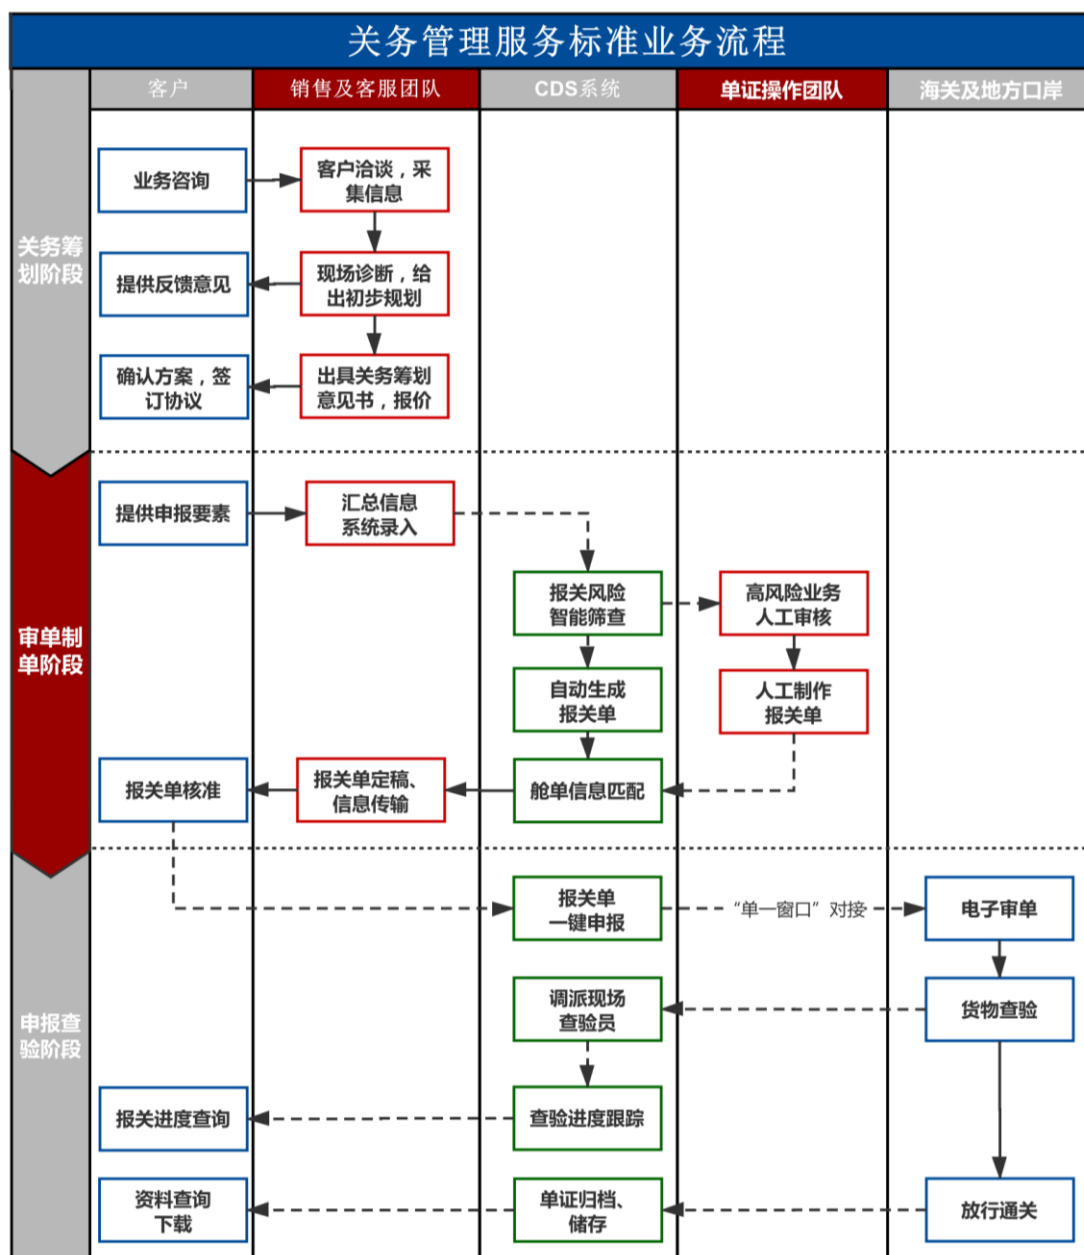 关务管理服务标准业务流程
客户
销售及客服团队
CDS系统
单证操作团队
海关及地方口岸
关务筹
划阶段
业务咨询
客户洽谈，采
集信息
提供反馈意见
现场诊断，给
出初步规划
确认方案，签
订协议
出具关务筹划
意见书，报价
审单制
单阶段
提供申报要素
汇总信息
系统录入
报关风险
智能筛查
高风险业务
人工审核
自动生成
报关单
人工制作
报关单
报关单核准
报关单定稿、
信息传输
舱单信息匹配
申报查
验阶段
报关单
一键申报
“单一窗口”对接
电子审单
调派现场
查验员
货物查验
报关进度查询
查验进度跟踪
资料查询
下载
单证归档、
储存
放行通关